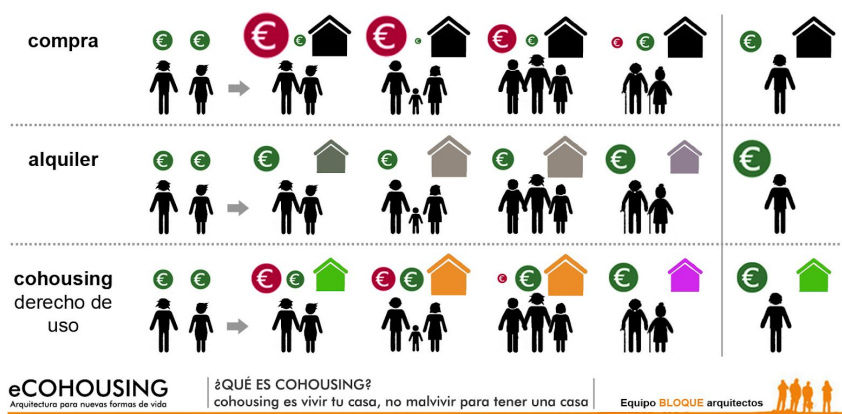 compra
alquiler
cohousing
derecho de
uso
eCOHOUSING
Arquitectura para nuevas formas de vida
¿QUÉ ES COHOUSING?
cohousing es vivir tu casa, no malvivir para tener una casa
Equipo BLOQUE arquitectos